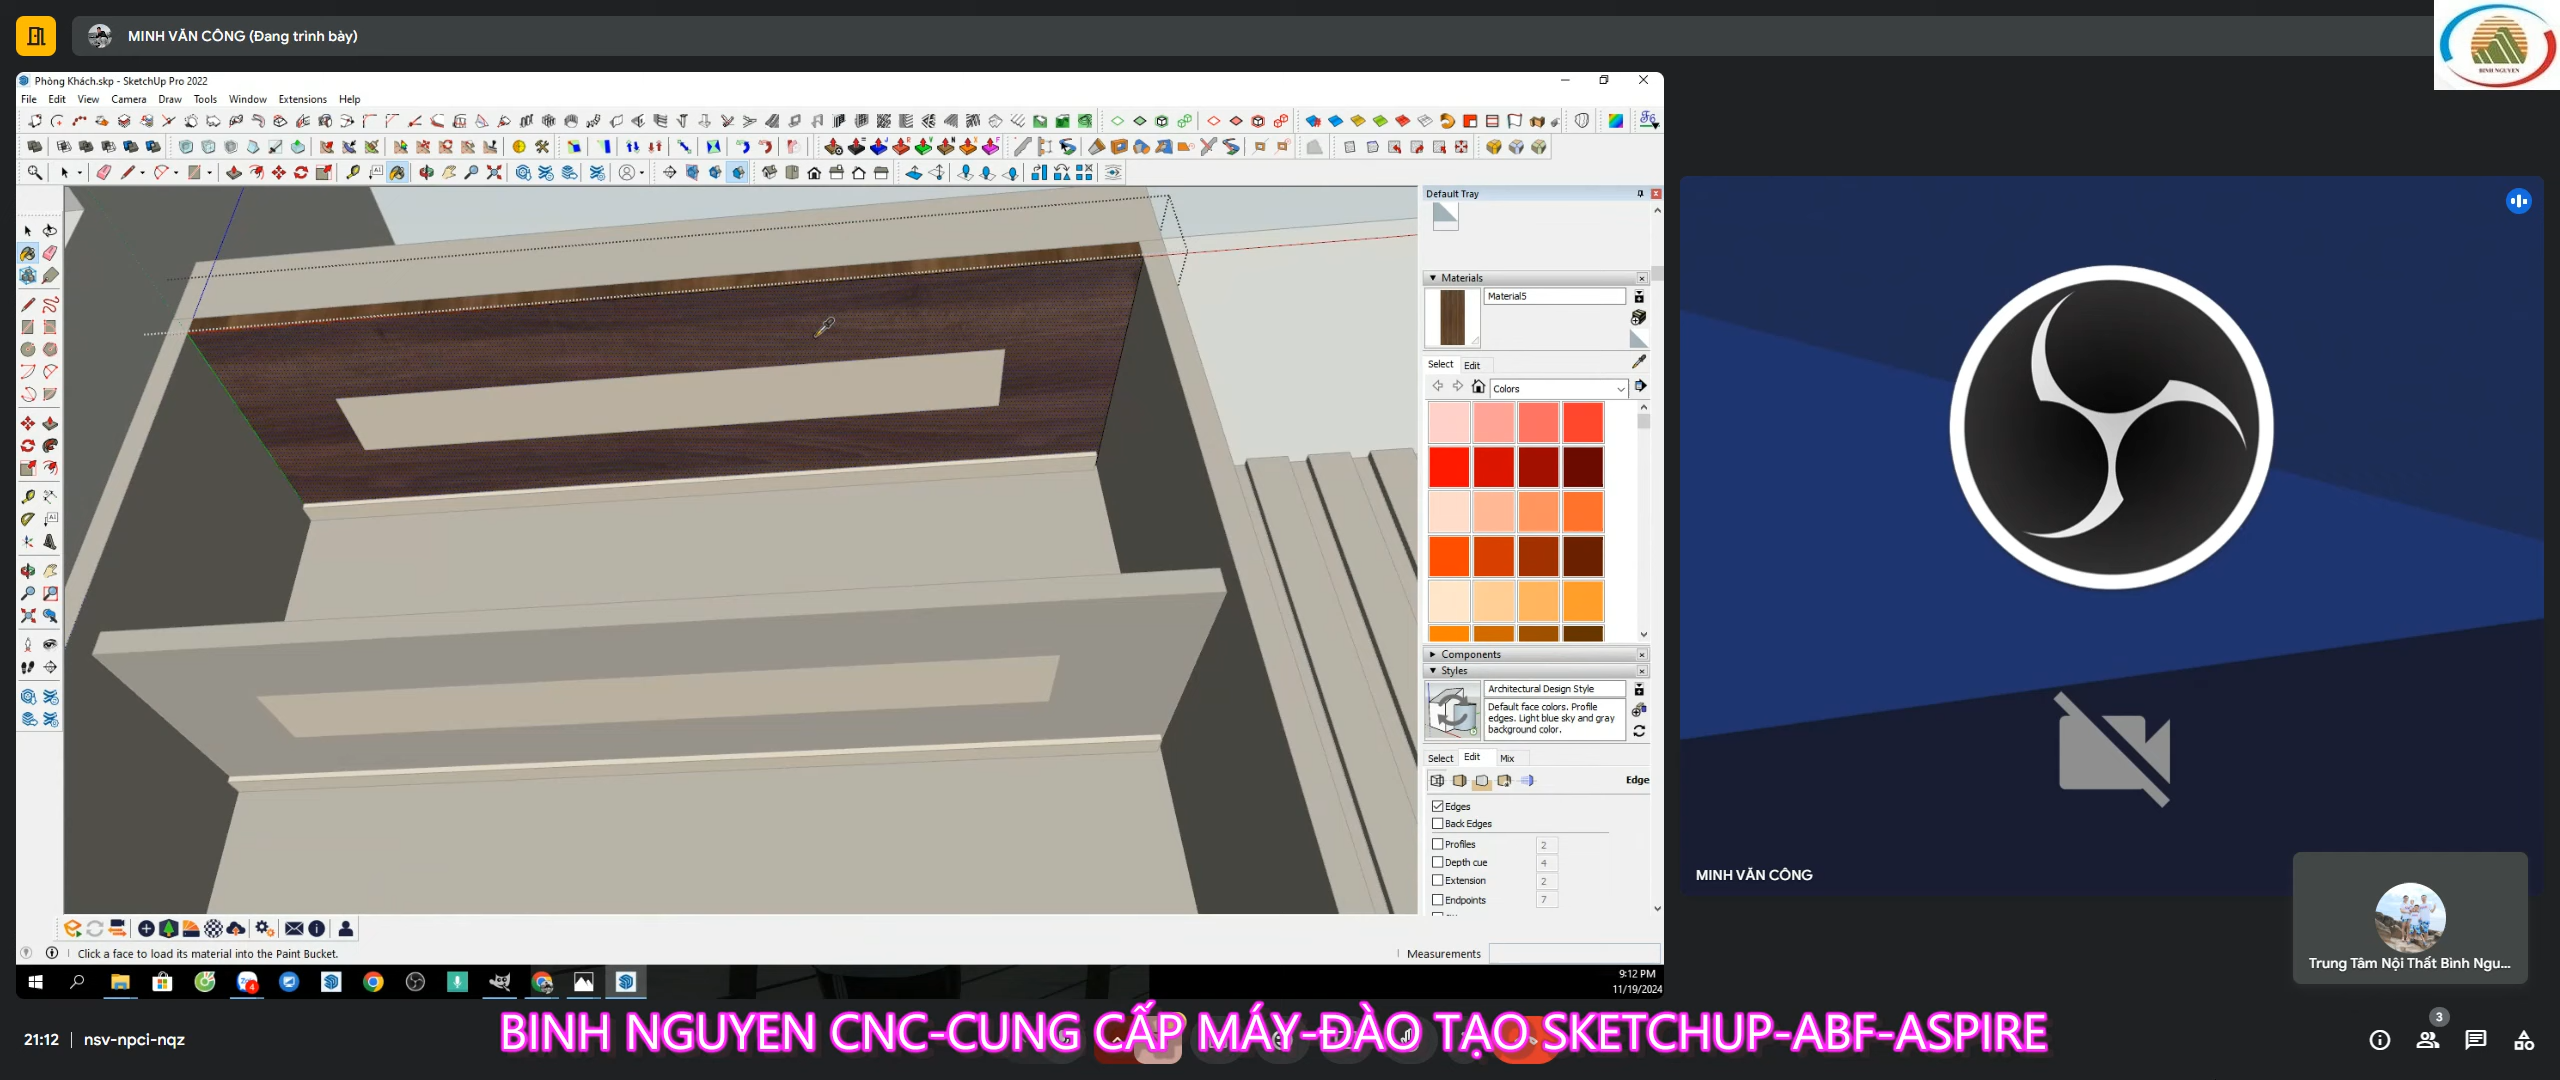 MINH VĂN CÔNG (Đang trình bày)
BINH NGUYEN
Phòng Khách.skp - SketchUp Pro 2022
File Edit View Camera Draw Tools Window Extensions Help
Default Tray
Materials
Material5
Select Edit
Colors
Components
Styles
Architectural Design Style
Default face colors. Profile
edges. Light blue sky and gray
background color.
Select Edit Mix
Edge
Edges
Back Edges
Profiles 2
Depth cue 4
Extension 2
Endpoints 7
Click a face to load its material into the Paint Bucket.
Measurements
9:12 PM
11/19/2024
MINH VĂN CÔNG
Trung Tâm Nội Thất Bình Ngu...
21:12 nsv-npci-nqz
BINH NGUYEN CNC-CUNG CẤP MÁY-ĐÀO TẠO SKETCHUP-ABF-ASPIRE
3